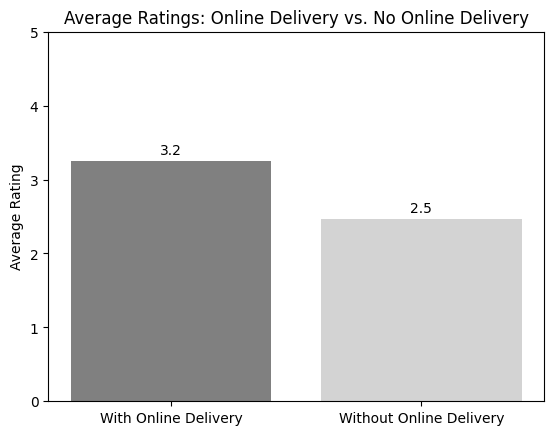 Average Ratings: Online Delivery vs. No Online Delivery
5
4
3
2
1
0
Average Rating
3.2
2.5
With Online Delivery
Without Online Delivery